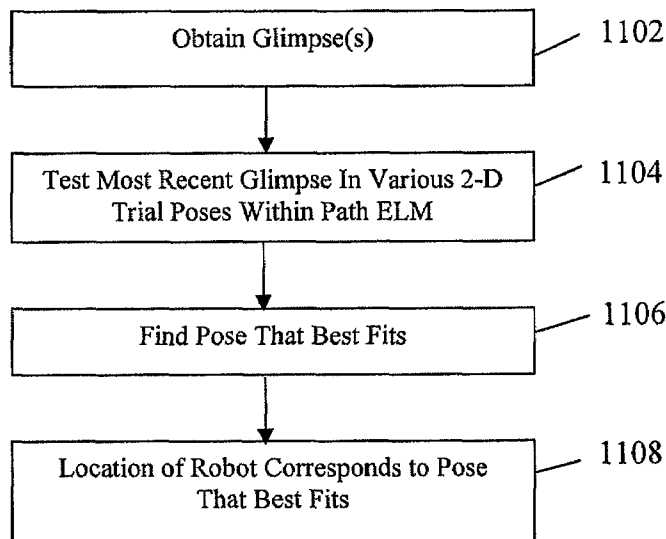 Obtain Glimpse(s)
1102
Test Most Recent Glimpse In Various 2-D
Trial Poses Within Path ELM
1104
Find Pose That Best Fits
1106
Location of Robot Corresponds to Pose
That Best Fits
1108